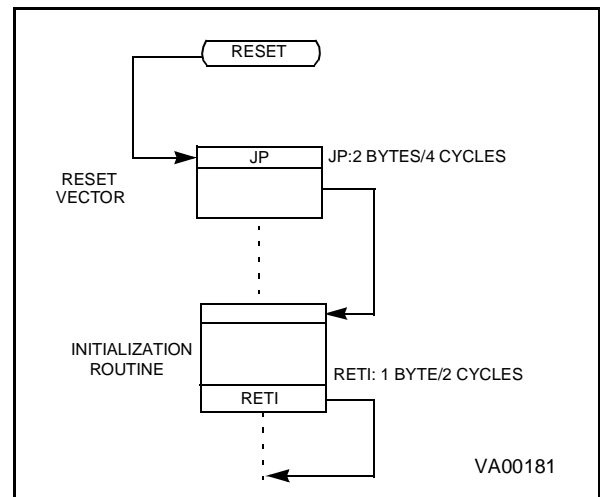 RESET
JP
JP:2 BYTES/4 CYCLES
RESET
VECTOR
INITIALIZATION
ROUTINE
RETI: 1 BYTE/2 CYCLES
RETI
VA00181